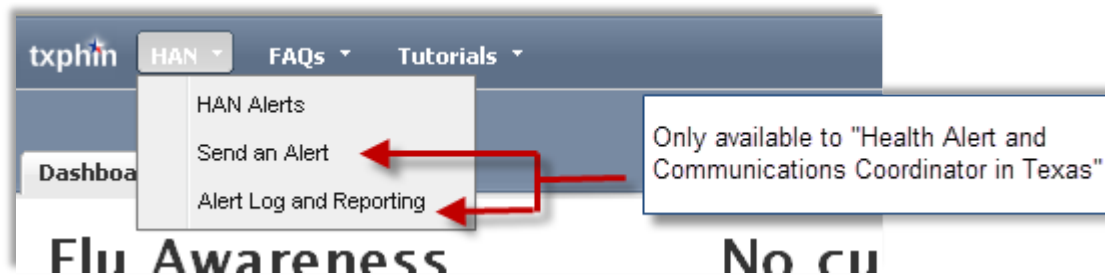 txphin HAN FAQs Tutorials
HAN Alerts
Send an Alert
Alert Log and Reporting
Only available to "Health Alert and
Communications Coordinator in Texas"
Dashboa
Flu Awareness No cu